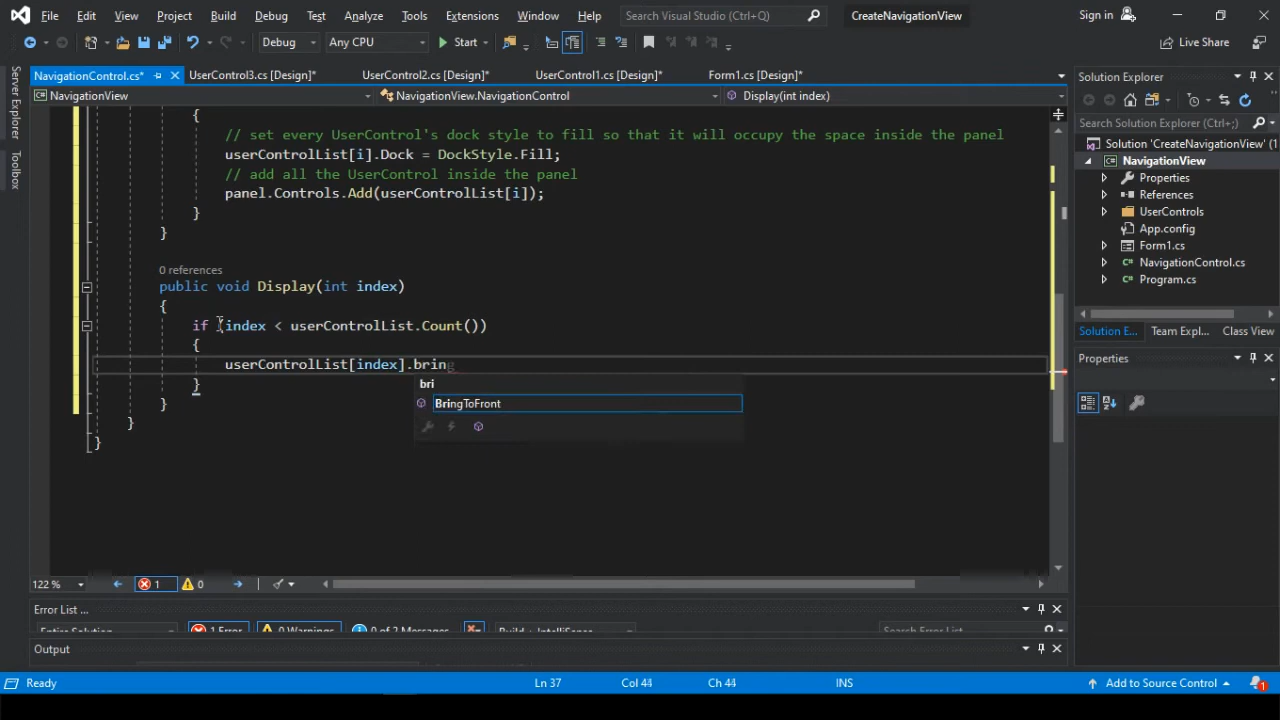 File Edit View Project Build Debug Test Analyze Tools Extensions Window Help Search Visual Studio (Ctrl+Q) CreateNavigationView Sign in
Debug Any CPU Start Live Share
NavigationControl.cs* UserControl3.cs [Design]* UserControl2.cs [Design]* UserControl1.cs [Design]* Form1.cs [Design]*
NavigationView NavigationView.NavigationControl Display(int index)
Server Explorer
Toolbox
{
// set every UserControl's dock style to fill so that it will occupy the space inside the panel
userControlList[i].Dock = DockStyle.Fill;
// add all the UserControl inside the panel
panel.Controls.Add(userControlList[i]);
}
}
0 references
public void Display(int index)
{
if (index < userControlList.Count())
{
userControlList[index].bring
bri
BringToFront
}
}
}
}
122 % 1 0
Error List ...
Entire Solution 1 Error 0 Warnings 0 of 2 Messages Build + IntelliSense Search Error List
Output
Ready Ln 37 Col 44 Ch 44 INS Add to Source Control 1
Solution Explorer
Search Solution Explorer (Ctrl+;)
Solution 'CreateNavigationView' (1
NavigationView
Properties
References
UserControls
App.config
Form1.cs
NavigationControl.cs
Program.cs
Solution Explorer Team Expl... Class View
Properties